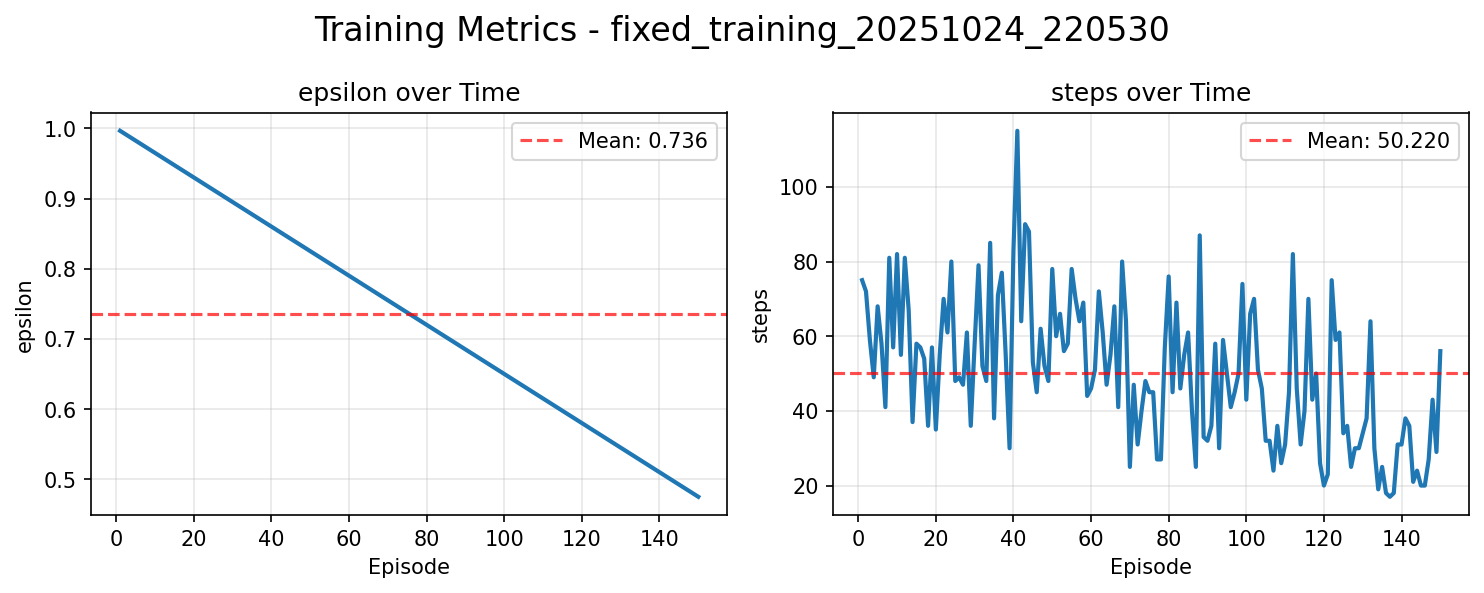 Training Metrics - fixed_training_20251024_220530
epsilon over Time
Mean: 0.736
1.0
0.9
0.8
0.7
0.6
0.5
epsilon
0 20 40 60 80 100 120 140
Episode
steps over Time
Mean: 50.220
100
80
60
40
20
steps
0 20 40 60 80 100 120 140
Episode